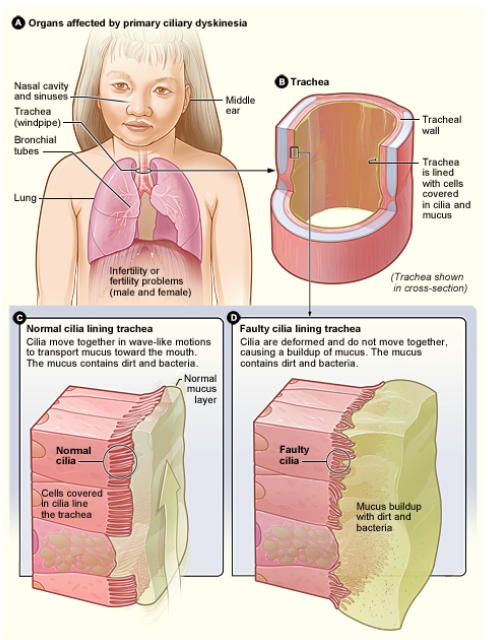 A Organs affected by primary ciliary dyskinesia
Nasal cavity
and sinuses
Trachea
(windpipe)
Bronchial
tubes
Lung
Middle
ear
Infertility or
fertility problems
(male and female)
B Trachea
Tracheal
wall
Trachea
is lined
with cells
covered
in cilia and
mucus
(Trachea shown
in cross-section)
C Normal cilia lining trachea
Cilia move together in wave-like motions
to transport mucus toward the mouth.
The mucus contains dirt and bacteria.
Normal
mucus
layer
Normal
cilia
Cells covered
in cilia line
the trachea
D Faulty cilia lining trachea
Cilia are deformed and do not move together,
causing a buildup of mucus. The mucus
contains dirt and bacteria.
Faulty
cilia
Mucus buildup
with dirt and
bacteria